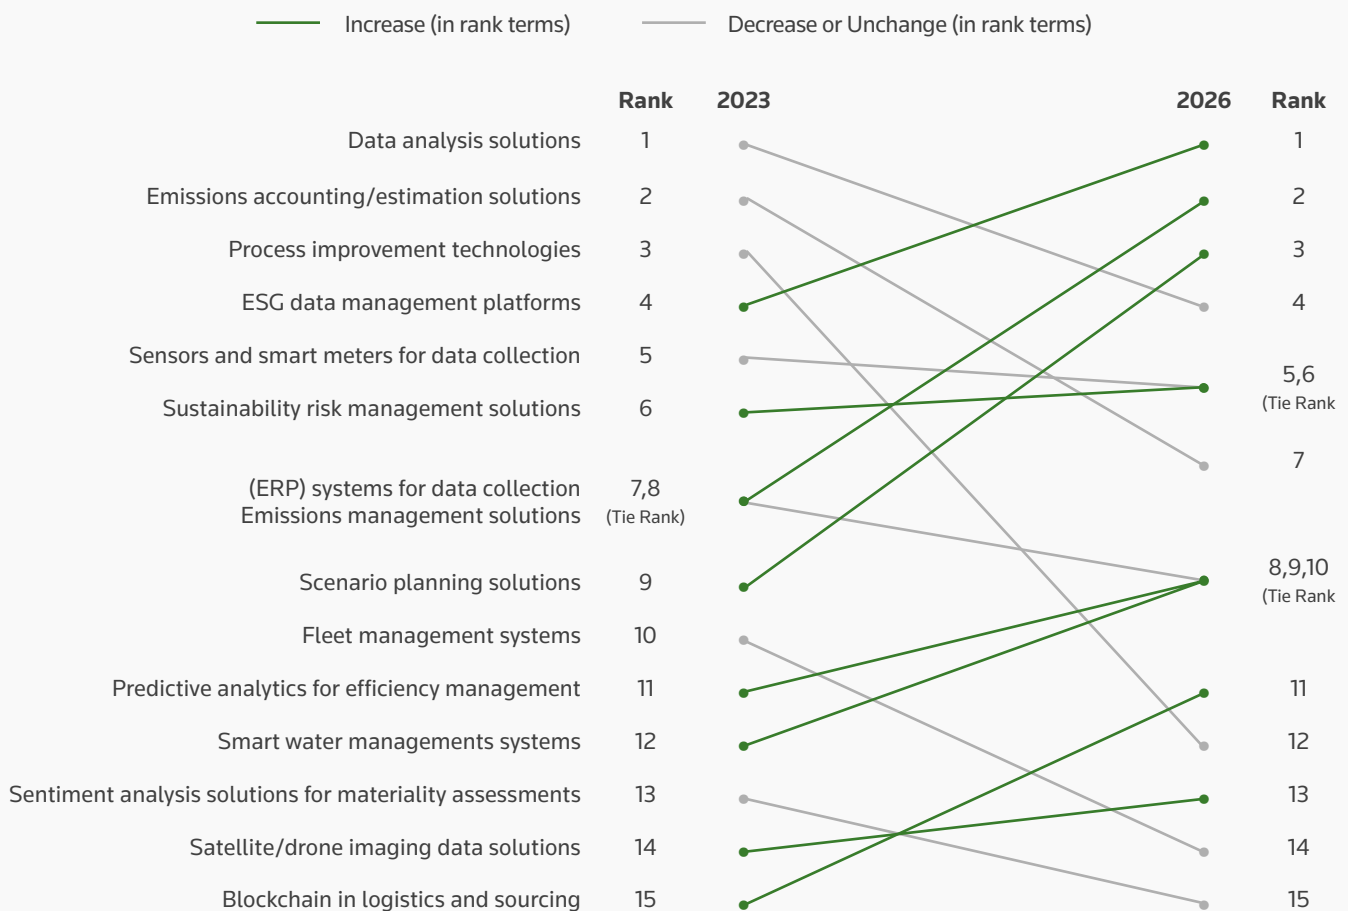 Increase (in rank terms) Decrease or Unchange (in rank terms)
Rank 2023 2026 Rank
Data analysis solutions 1 1
Emissions accounting/estimation solutions 2 2
Process improvement technologies 3 3
ESG data management platforms 4 4
Sensors and smart meters for data collection 5
5,6
(Tie Rank
Sustainability risk management solutions 6
7
(ERP) systems for data collection 7,8
Emissions management solutions (Tie Rank)
8,9,10
(Tie Rank
Scenario planning solutions 9
Fleet management systems 10
Predictive analytics for efficiency management 11 11
Smart water managements systems 12 12
Sentiment analysis solutions for materiality assessments 13 13
Satellite/drone imaging data solutions 14 14
Blockchain in logistics and sourcing 15 15